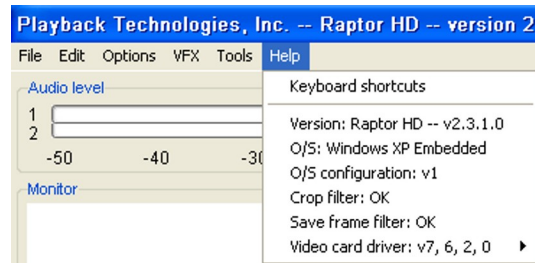 Playback Technologies, Inc. -- Raptor HD -- version 2
File Edit Options VFX Tools Help
Audio level
1
2
-50 -40 -30
Monitor
Keyboard shortcuts
Version: Raptor HD -- v2.3.1.0
O/S: Windows XP Embedded
O/S configuration: v1
Crop filter: OK
Save frame filter: OK
Video card driver: v7, 6, 2, 0